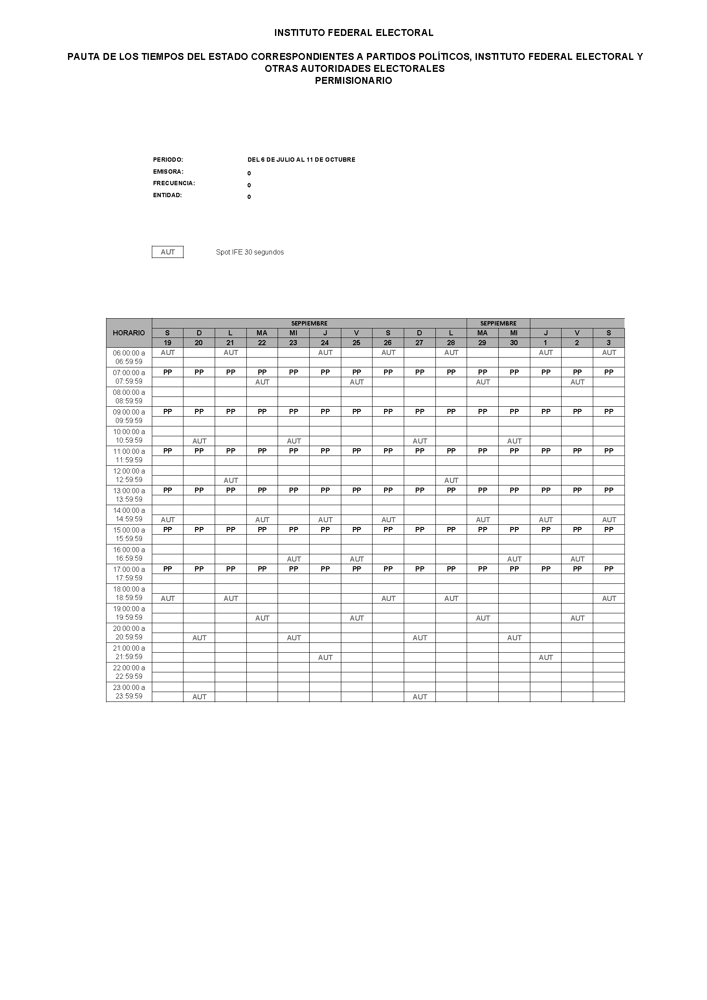 INSTITUTO FEDERAL ELECTORAL
PAUTA DE LOS TIEMPOS DEL ESTADO CORRESPONDIENTES A PARTIDOS POLÍTICOS, INSTITUTO FEDERAL ELECTORAL Y
OTRAS AUTORIDADES ELECTORALES
PERMISIONARIO
PERIODO: DEL 6 DE JULIO AL 11 DE OCTUBRE
EMISORA: 0
FRECUENCIA: 0
ENTIDAD: 0
AUT Spot IFE 30 segundos
SEPPIEMBRE SEPPIEMBRE
HORARIO S D L MA MI J V S D L MA MI J V S
19 20 21 22 23 24 25 26 27 28 29 30 1 2 3
06:00:00 a AUT AUT AUT AUT AUT AUT AUT
06:59:59
07:00:00 a PP PP PP PP PP PP PP PP PP PP PP PP PP PP PP
07:59:59 AUT AUT AUT AUT
08:00:00 a
08:59:59
09:00:00 a PP PP PP PP PP PP PP PP PP PP PP PP PP PP PP
09:59:59
10:00:00 a
10:59:59 AUT AUT AUT AUT
11:00:00 a PP PP PP PP PP PP PP PP PP PP PP PP PP PP PP
11:59:59
12:00:00 a
12:59:59 AUT AUT
13:00:00 a PP PP PP PP PP PP PP PP PP PP PP PP PP PP PP
13:59:59
14:00:00 a
14:59:59 AUT AUT AUT AUT AUT AUT AUT
15:00:00 a PP PP PP PP PP PP PP PP PP PP PP PP PP PP PP
15:59:59
16:00:00 a
16:59:59 AUT AUT AUT AUT
17:00:00 a PP PP PP PP PP PP PP PP PP PP PP PP PP PP PP
17:59:59
18:00:00 a
18:59:59 AUT AUT AUT AUT AUT
19:00:00 a
19:59:59 AUT AUT AUT AUT
20:00:00 a
20:59:59 AUT AUT AUT AUT
21:00:00 a
21:59:59 AUT AUT
22:00:00 a
22:59:59
23:00:00 a
23:59:59 AUT AUT